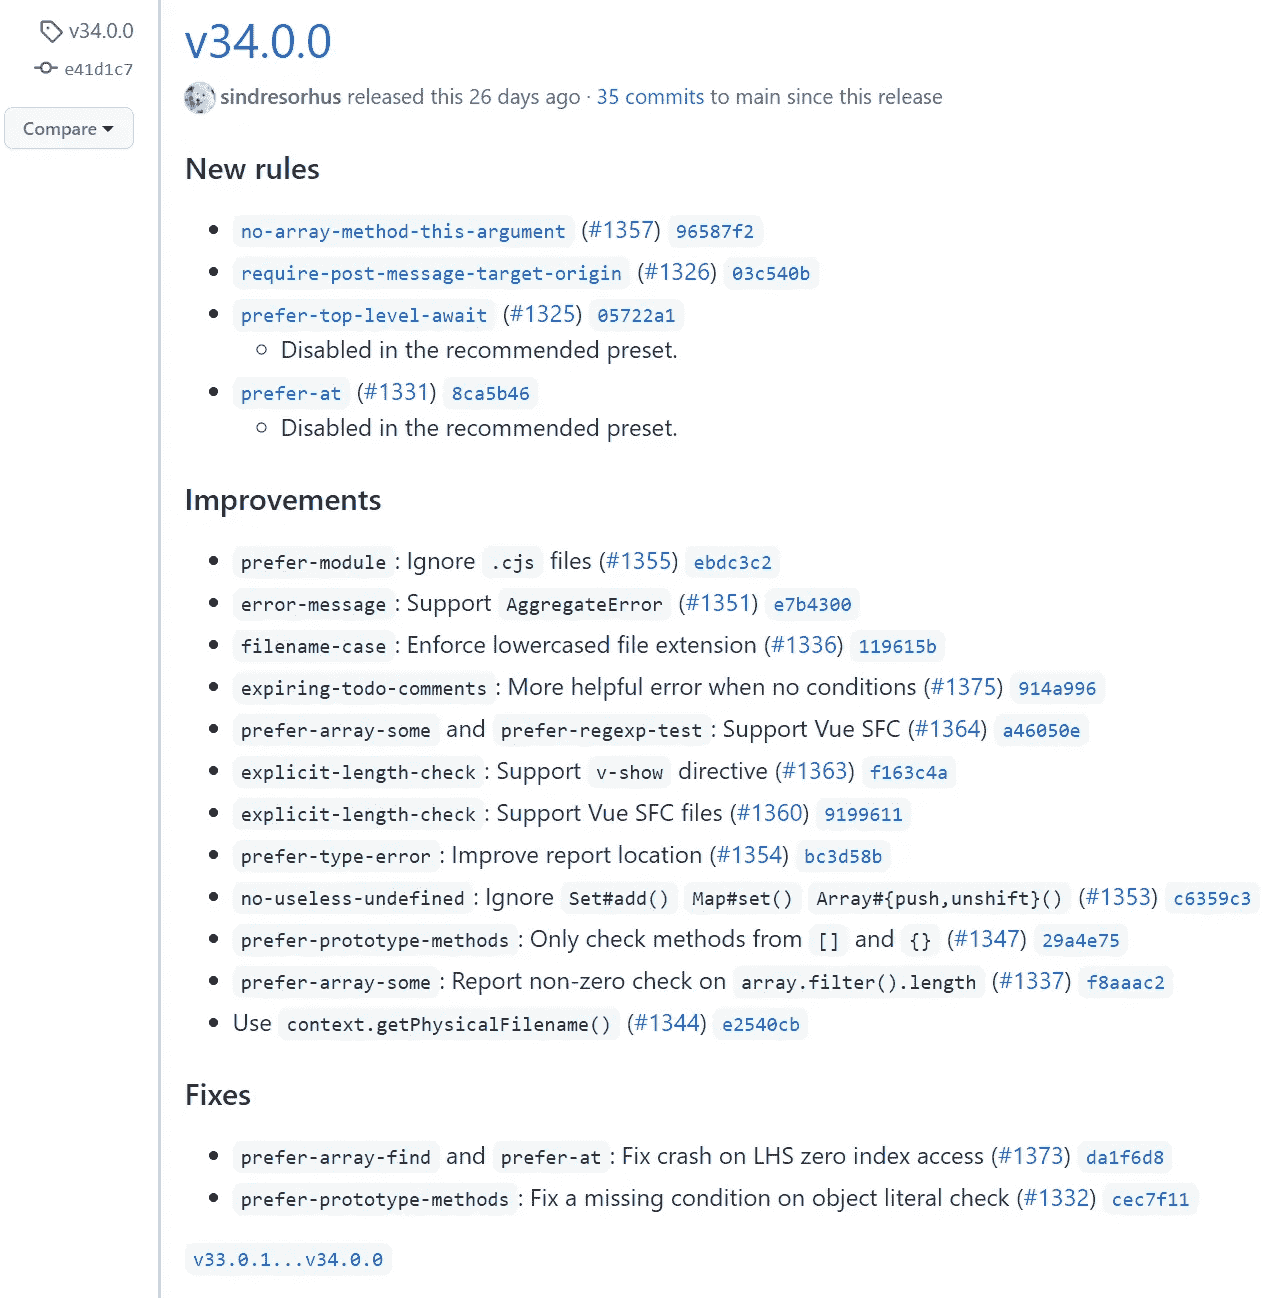 v34.0.0
e41d1c7
Compare
v34.0.0
sindresorhus released this 26 days ago · 35 commits to main since this release
New rules
no-array-method-this-argument (#1357) 96587f2
require-post-message-target-origin (#1326) 03c540b
prefer-top-level-await (#1325) 05722a1
Disabled in the recommended preset.
prefer-at (#1331) 8ca5b46
Disabled in the recommended preset.
Improvements
prefer-module: Ignore .cjs files (#1355) ebdc3c2
error-message: Support AggregateError (#1351) e7b4300
filename-case: Enforce lowercased file extension (#1336) 119615b
expiring-todo-comments: More helpful error when no conditions (#1375) 914a996
prefer-array-some and prefer-regexp-test: Support Vue SFC (#1364) a46050e
explicit-length-check: Support v-show directive (#1363) f163c4a
explicit-length-check: Support Vue SFC files (#1360) 9199611
prefer-type-error: Improve report location (#1354) bc3d58b
no-useless-undefined: Ignore Set#add() Map#set() Array#{push,unshift}() (#1353) c6359c3
prefer-prototype-methods: Only check methods from [] and {} (#1347) 29a4e75
prefer-array-some: Report non-zero check on array.filter().length (#1337) f8aaac2
Use context.getPhysicalFilename() (#1344) e2540cb
Fixes
prefer-array-find and prefer-at: Fix crash on LHS zero index access (#1373) da1f6d8
prefer-prototype-methods: Fix a missing condition on object literal check (#1332) cec7f11
v33.0.1...v34.0.0